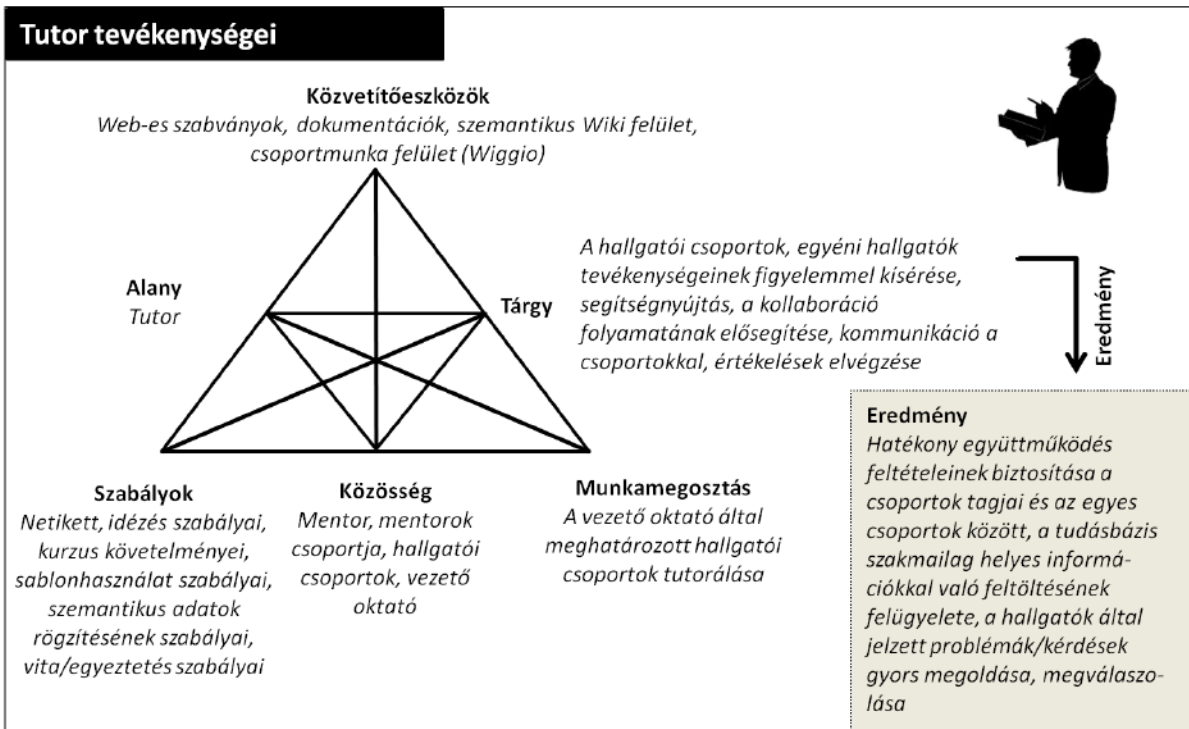 Tutor tevékenységei
Közvetítőeszközök
Web-es szabványok, dokumentációk, szemantikus Wiki felület,
csoportmunka felület (Wiggio)
Alany
Tutor
Tárgy
A hallgatói csoportok, egyéni hallgatók
tevékenységeinek figyelemmel kísérése,
segítségnyújtás, a kollaboráció
folyamatának elősegítése, kommunikáció a
csoportokkal, értékelések elvégzése
Eredmény
Szabályok
Netikett, idézés szabályai,
kurzus követelményei,
sablonhasználat szabályai,
szemantikus adatok
rögzítésének szabályai,
vita/egyeztetés szabályai
Közösség
Mentor, mentorok
csoportja, hallgatói
csoportok, vezető
oktató
Munkamegosztás
A vezető oktató által
meghatározott hallgatói
csoportok tutorálása
Eredmény
Hatékony együttműködés
feltételeinek biztosítása a
csoportok tagjai és az egyes
csoportok között, a tudásbázis
szakmailag helyes informá-
ciókkal való feltöltésének
felügyelete, a hallgatók által
jelzett problémák/kérdések
gyors megoldása, megválaszo-
lása